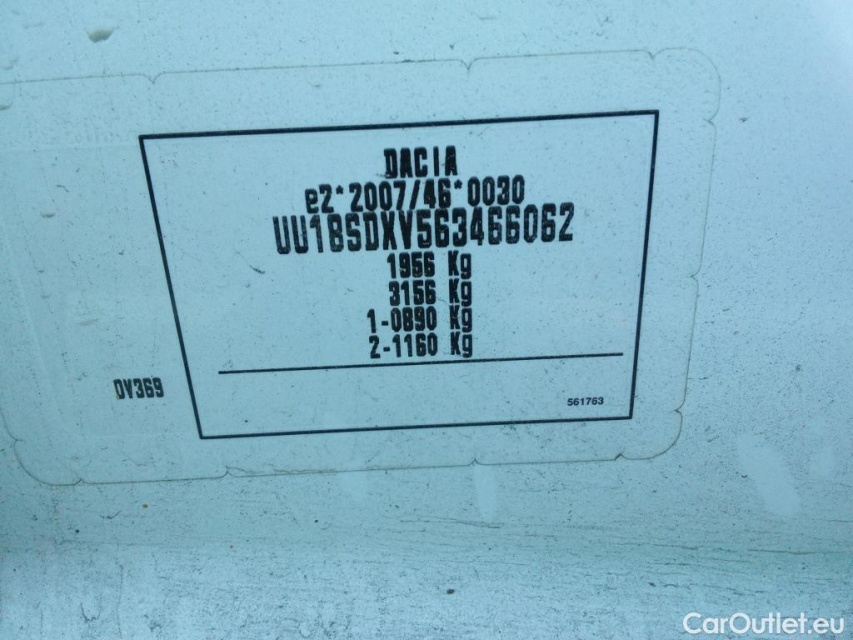 DACIA
e2*2007/46*0030
UU1BSDXV563466062
1956 Kg
3156 Kg
1-0890 Kg
2-1160 Kg
DV369
561763
CarOutlet.eu